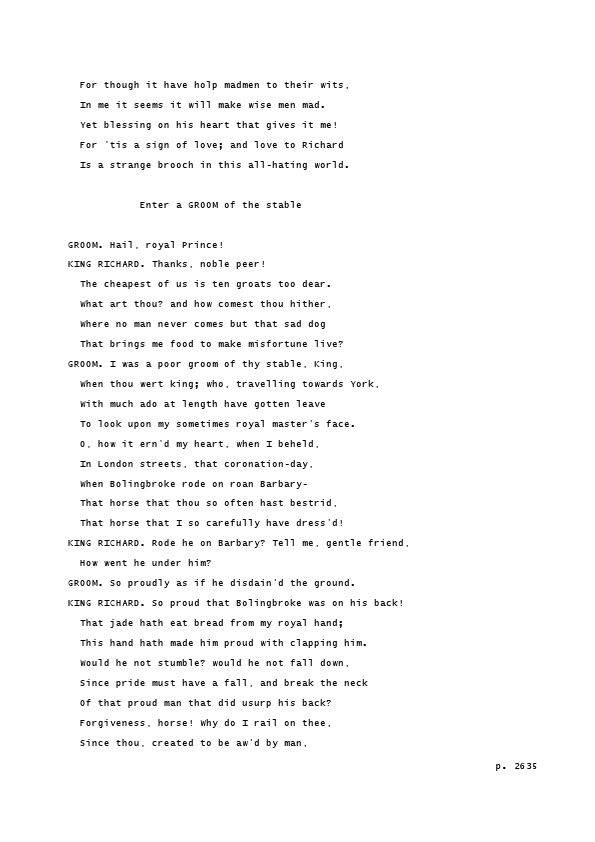 For though it have holp madmen to their wits,
In me it seems it will make wise men mad.
Yet blessing on his heart that gives it me!
For 'tis a sign of love; and love to Richard
Is a strange brooch in this all-hating world.
Enter a GROOM of the stable
GROOM. Hail, royal Prince!
KING RICHARD. Thanks, noble peer!
The cheapest of us is ten groats too dear.
What art thou? and how comest thou hither,
Where no man never comes but that sad dog
That brings me food to make misfortune live?
GROOM. I was a poor groom of thy stable, King,
When thou wert king; who, travelling towards York,
With much ado at length have gotten leave
To look upon my sometimes royal master's face.
O, how it ern'd my heart, when I beheld,
In London streets, that coronation-day,
When Bolingbroke rode on roan Barbary-
That horse that thou so often hast bestrid,
That horse that I so carefully have dress'd!
KING RICHARD. Rode he on Barbary? Tell me, gentle friend,
How went he under him?
GROOM. So proudly as if he disdain'd the ground.
KING RICHARD. So proud that Bolingbroke was on his back!
That jade hath eat bread from my royal hand;
This hand hath made him proud with clapping him.
Would he not stumble? would he not fall down,
Since pride must have a fall, and break the neck
Of that proud man that did usurp his back?
Forgiveness, horse! Why do I rail on thee,
Since thou, created to be aw'd by man,
p. 2635